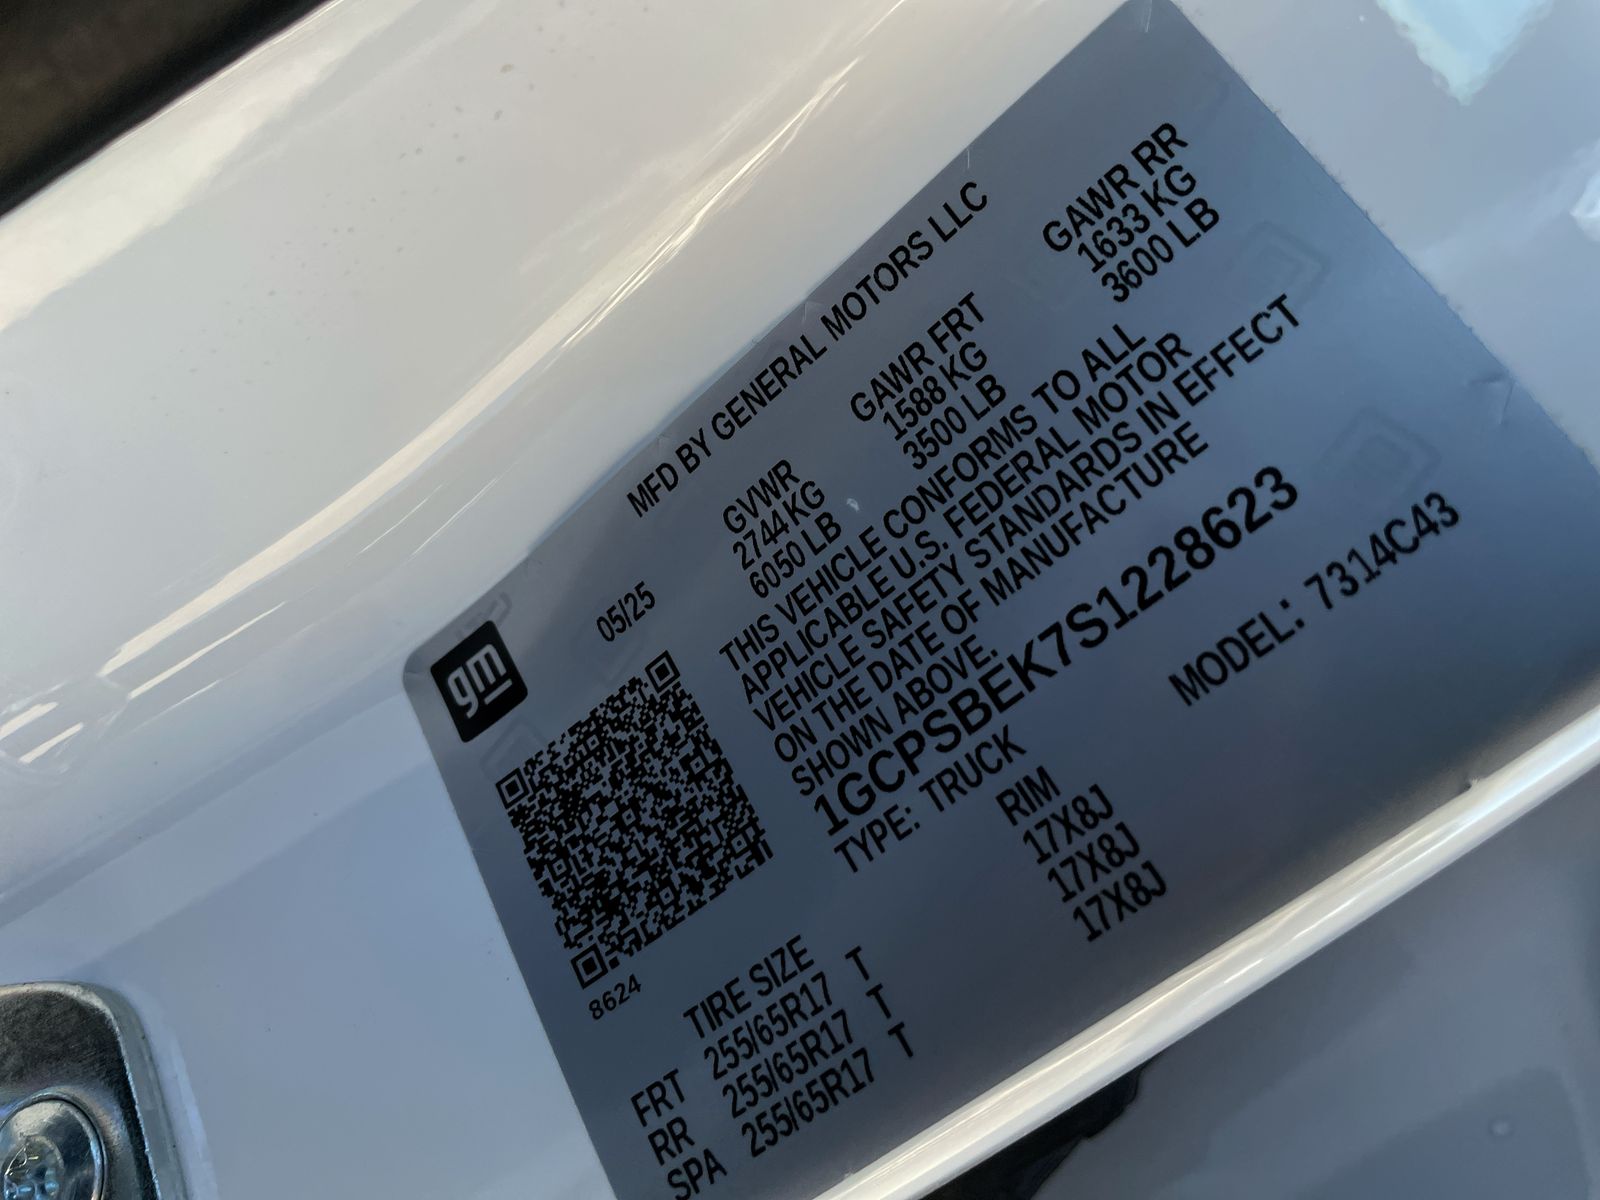 gm
MFD BY GENERAL MOTORS LLC
05/25
GVWR GAWR FRT GAWR RR
2744 KG 1588 KG 1633 KG
6050 LB 3500 LB 3600 LB
THIS VEHICLE CONFORMS TO ALL
APPLICABLE U.S. FEDERAL MOTOR
VEHICLE SAFETY STANDARDS IN EFFECT
ON THE DATE OF MANUFACTURE
SHOWN ABOVE.
1GCPSBEK7S1228623
TYPE: TRUCK MODEL: 7314C43
8624
TIRE SIZE RIM
FRT 255/65R17 T 17X8J
RR 255/65R17 T 17X8J
SPA 255/65R17 T 17X8J